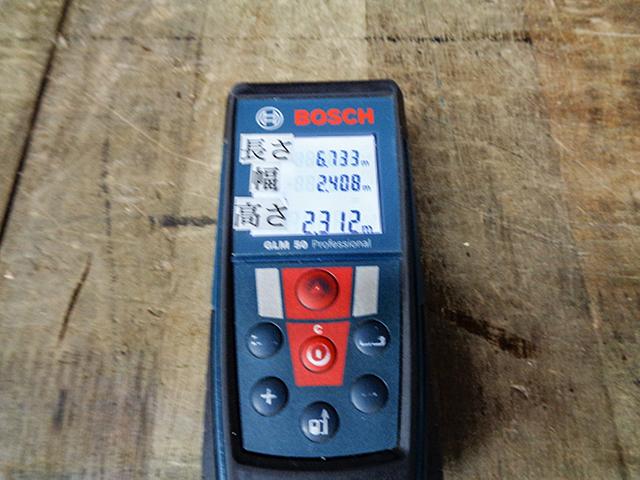 BOSCH
長さ 6.733m
幅 2.408m
高さ 2.312m
GLM 50 Professional
C
+